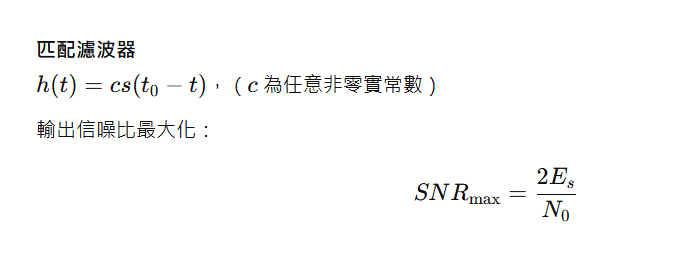 匹配濾波器
h(t) = cs(t₀ − t)，（c 為任意非零實常數）
輸出信噪比最大化：
SNR_max = 2E_s / N₀